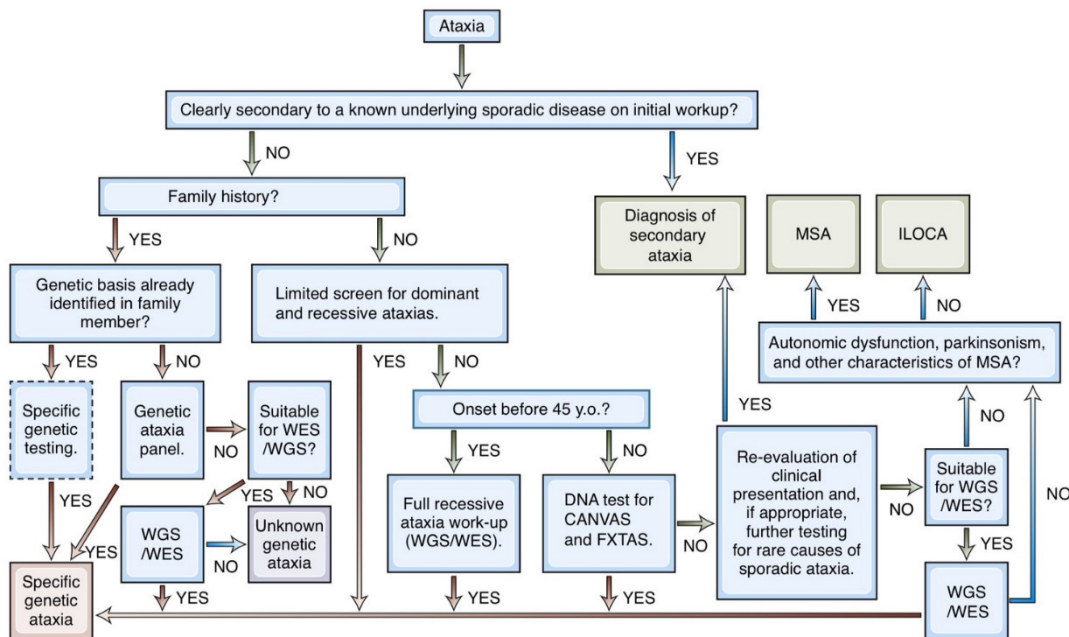 Ataxia
Clearly secondary to a known underlying sporadic disease on initial workup?
NO
YES
Family history?
YES
NO
Diagnosis of
secondary
ataxia
MSA
ILOCA
Genetic basis already
identified in family
member?
Limited screen for dominant
and recessive ataxias.
YES
NO
Autonomic dysfunction, parkinsonism,
and other characteristics of MSA?
YES
NO
YES
NO
Specific
genetic
testing.
Genetic
ataxia
panel.
NO
Suitable
for WES
/WGS?
Onset before 45 y.o.?
YES
NO
YES
Re-evaluation of
clinical
presentation and,
if appropriate,
further testing
for rare causes of
sporadic ataxia.
NO
NO
Suitable
for WGS
/WES?
NO
YES
YES
YES
YES
NO
WGS
/WES
NO
Unknown
genetic
ataxia
Full recessive
ataxia work-up
(WGS/WES).
DNA test for
CANVAS
and FXTAS.
NO
Specific
genetic
ataxia
YES
YES
YES
YES
WGS
/WES